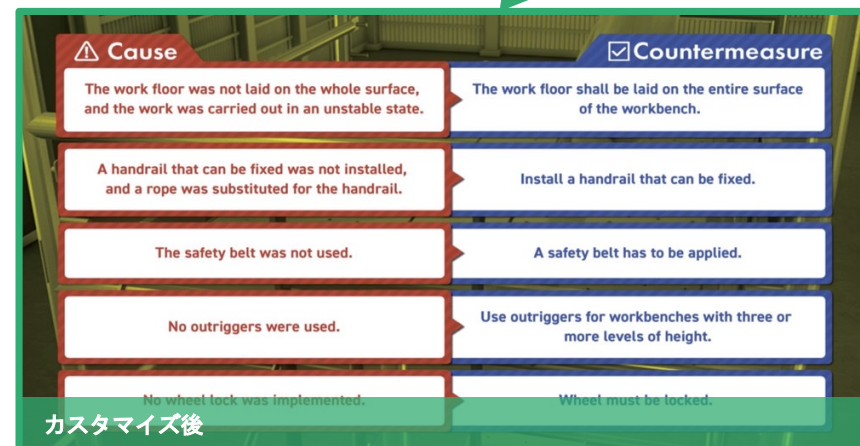 Cause
Countermeasure
The work floor was not laid on the whole surface,
and the work was carried out in an unstable state.
The work floor shall be laid on the entire surface
of the workbench.
A handrail that can be fixed was not installed,
and a rope was substituted for the handrail.
Install a handrail that can be fixed.
The safety belt was not used.
A safety belt has to be applied.
No outriggers were used.
Use outriggers for workbenches with three or
more levels of height.
No wheel lock was implemented.
Wheel must be locked.
カスタマイズ後